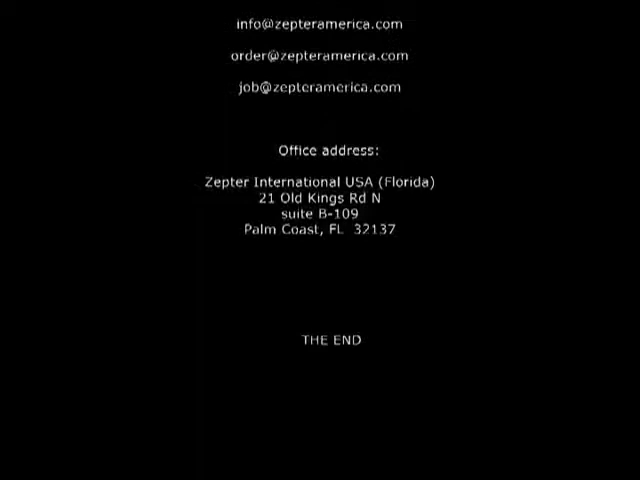 info@zepteramerica.com
order@zepteramerica.com
job@zepteramerica.com
Office address:
Zepter International USA (Florida)
21 Old Kings Rd N
suite B-109
Palm Coast, FL  32137
THE END